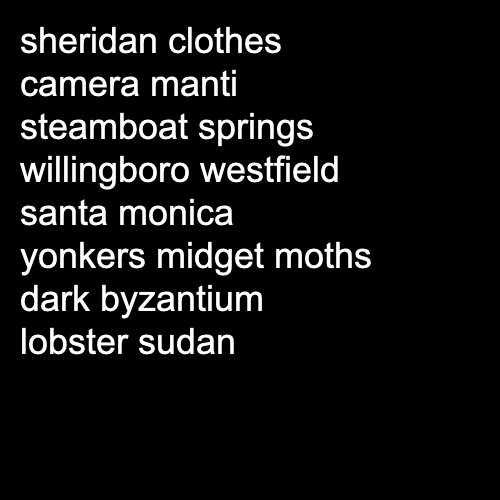 sheridan clothes
camera manti
steamboat springs
willingboro westfield
santa monica
yonkers midget moths
dark byzantium
lobster sudan